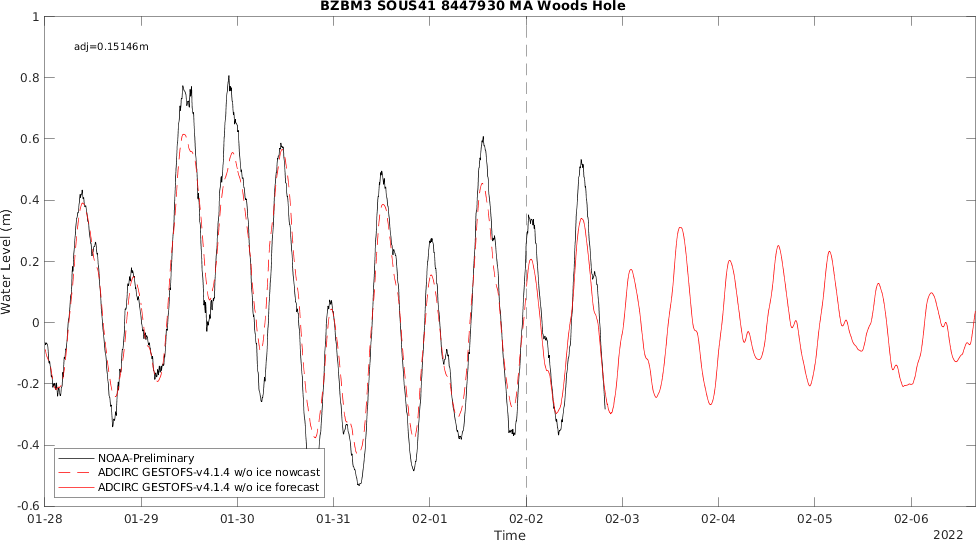 BZBM3 SOUS41 8447930 MA Woods Hole
adj=0.15146m
Water Level (m)
1
0.8
0.6
0.4
0.2
0
-0.2
-0.4
-0.6
NOAA-Preliminary
ADCIRC GESTOFS-v4.1.4 w/o ice nowcast
ADCIRC GESTOFS-v4.1.4 w/o ice forecast
01-28 01-29 01-30 01-31 02-01 02-02 02-03 02-04 02-05 02-06
Time
2022